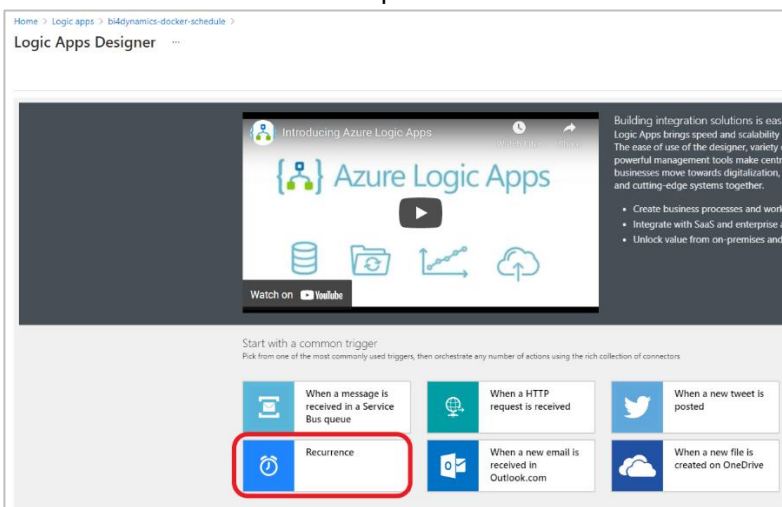 Home > Logic apps > bi4dynamics-docker-schedule >
Logic Apps Designer ...
Introducing Azure Logic Apps
Azure Logic Apps
Watch on YouTube
Building integration solutions is eas
Logic Apps brings speed and scalability
The ease of use of the designer, variety
powerful management tools make centr
businesses move towards digitalization,
and cutting-edge systems together.
• Create business processes and work
• Integrate with SaaS and enterprise a
• Unlock value from on-premises and
Start with a common trigger
Pick from one of the most commonly used triggers, then orchestrate any number of actions using the rich collection of connectors
When a message is
received in a Service
Bus queue
When a HTTP
request is received
When a new tweet is
posted
Recurrence
When a new email is
received in
Outlook.com
When a new file is
created on OneDrive